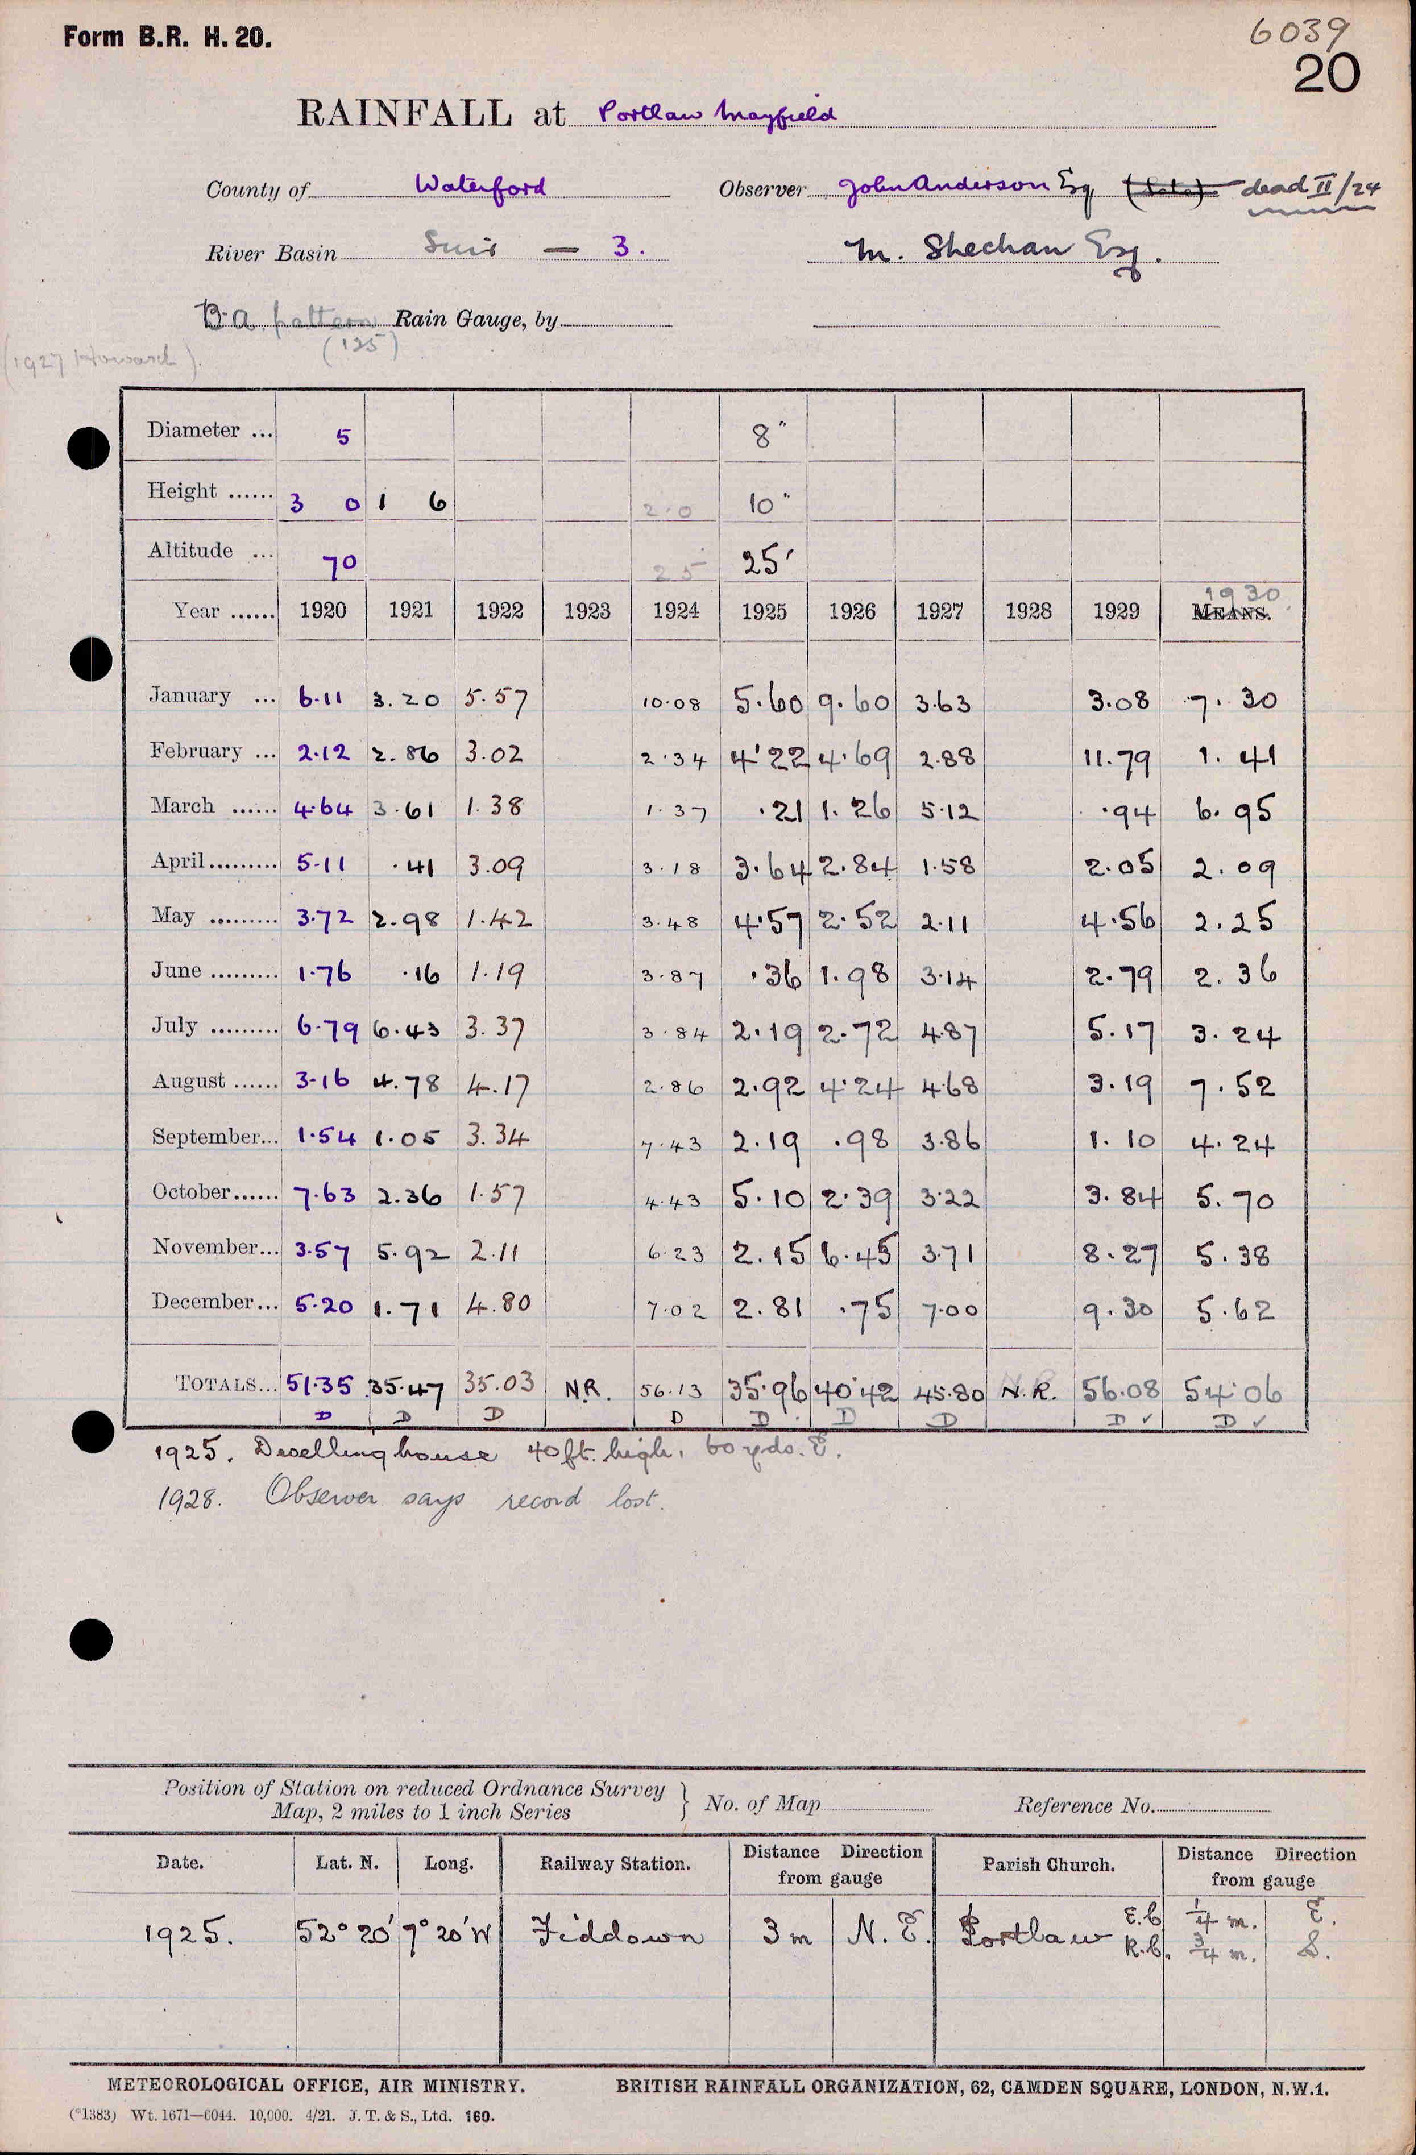 Form B.R. H. 20.
6039
20
RAINFALL at Portlaw Mayfield
County of Waterford Observer John Anderson Esq dead II/24
River Basin Suir — 3. M. Sheehan Esq.
B.a pattern Rain Gauge, by
(1927 Howard). (125)
Diameter ... 5 8"
Height ...... 3 0 1 6 2.0 10"
Altitude ... 70 25 25'
Year ...... 1920 1921 1922 1923 1924 1925 1926 1927 1928 1929 1930 MEANS.
January ... 6.11 3.20 5.57 10.08 5.60 9.60 3.63 3.08 7.30
February ... 2.12 2.86 3.02 2.34 4.22 4.69 2.88 11.79 1.41
March ...... 4.64 3.61 1.38 1.37 .21 1.26 5.12 .94 6.95
April......... 5.11 .41 3.09 3.18 3.64 2.84 1.58 2.05 2.09
May ......... 3.72 2.98 1.42 3.48 4.57 2.52 2.11 4.56 2.25
June ......... 1.76 .16 1.19 3.87 .36 1.98 3.14 2.79 2.36
July ......... 6.79 6.43 3.37 3.84 2.19 2.72 4.87 5.17 3.24
August ...... 3.16 4.78 4.17 2.86 2.92 4.24 4.68 3.19 7.52
September... 1.54 1.05 3.34 7.43 2.19 .98 3.86 1.10 4.24
October...... 7.63 2.36 1.57 4.43 5.10 2.39 3.22 3.84 5.70
November... 3.57 5.92 2.11 6.23 2.15 6.45 3.71 8.27 5.38
December... 5.20 1.71 4.80 7.02 2.81 .75 7.00 9.30 5.62
TOTALS... 51.35 35.47 35.03 N.R. 56.13 35.96 40.42 45.80 N.R. 56.08 54.06
D D D D D D D D ✓ D ✓
1925. Dwelling house 40 ft. high, 60 yds. E.
1928. Observer says record lost.
Position of Station on reduced Ordnance Survey
Map, 2 miles to 1 inch Series } No. of Map Reference No.
Date. Lat. N. Long. Railway Station. Distance Direction from gauge Parish Church. Distance Direction from gauge
1925. 52° 20' 7° 20' W Fiddown 3 m N. E. Portlaw E.C. 1/4 m. E.
R.C. 3/4 m. S.
METEOROLOGICAL OFFICE, AIR MINISTRY. BRITISH RAINFALL ORGANIZATION, 62, CAMDEN SQUARE, LONDON, N.W.1.
(*1383) Wt. 1671—6044. 10,000. 4/21. J. T. & S., Ltd. 160.